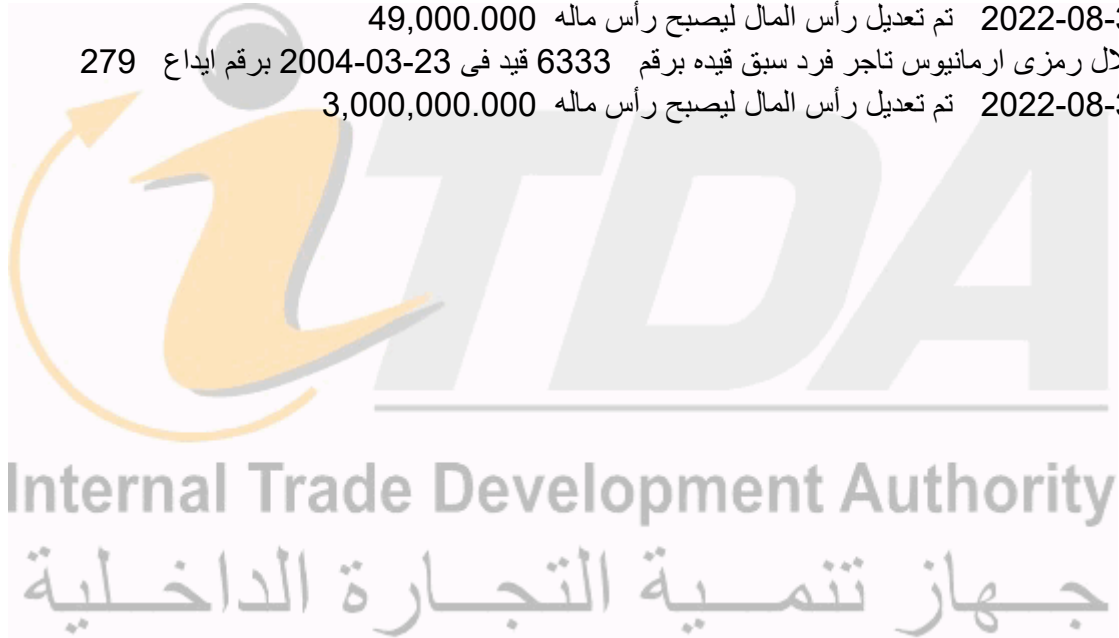 2022-08-3 تم تعديل رأس المال ليصبح رأس ماله 49,000.000
لال رمزى ارمانيوس تاجر فرد سبق قيده برقم 6333 قيد فى 23-03-2004 برقم ايداع 279
2022-08-3 تم تعديل رأس المال ليصبح رأس ماله 3,000,000.000
iTDA
Internal Trade Development Authority
جهاز تنمية التجارة الداخلية